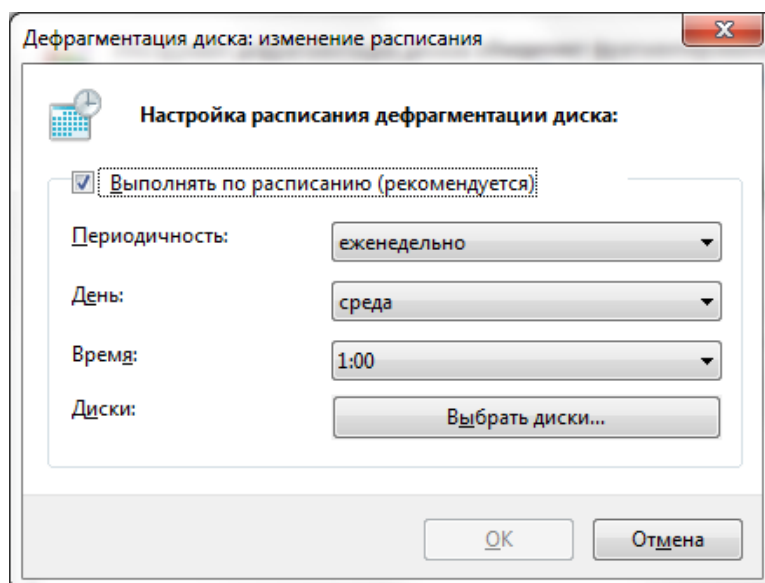 Дефрагментация диска: изменение расписания
Настройка расписания дефрагментации диска:
Выполнять по расписанию (рекомендуется)
Периодичность: еженедельно
День: среда
Время: 1:00
Диски: Выбрать диски...
OK Отмена